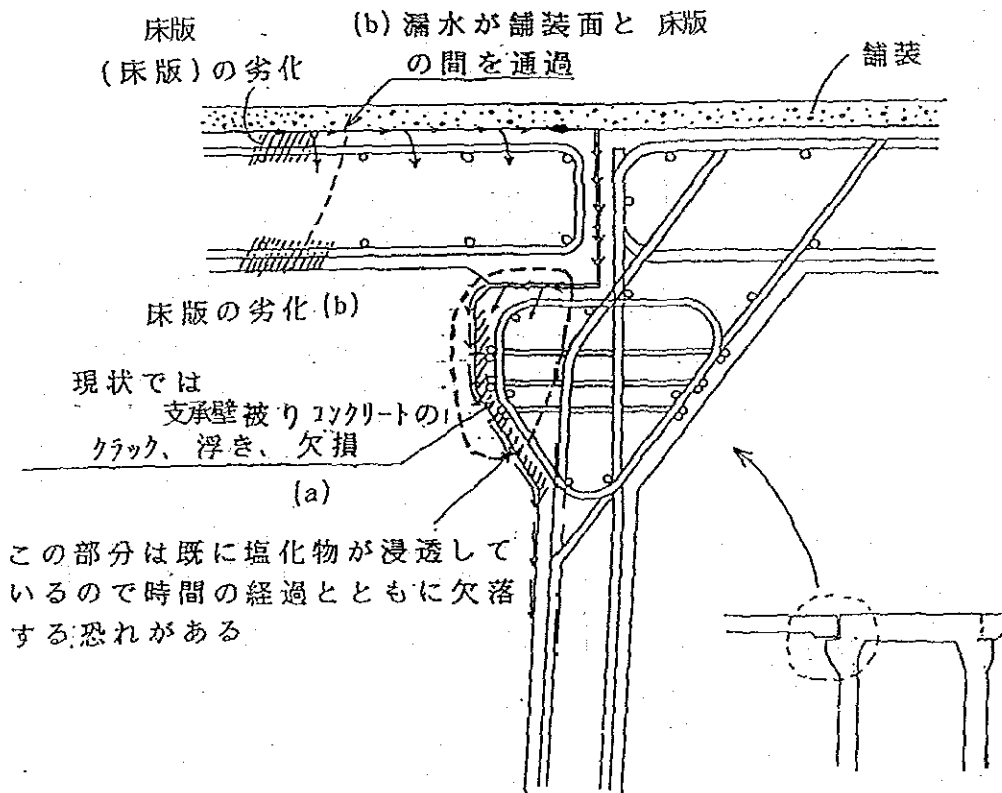 床版
(床版)の劣化
(b) 漏水が舗装面と 床版
の間を通過
舗装
床版の劣化 (b)
現状では
支承壁被りコンクリートの
クラック、浮き、欠損
(a)
この部分は既に塩化物が浸透して
いるので時間の経過とともに欠落
する恐れがある